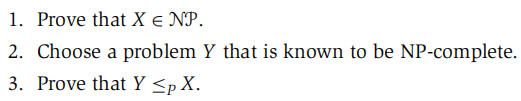 1. Prove that X ∈ NP.
2. Choose a problem Y that is known to be NP-complete.
3. Prove that Y ≤P X.